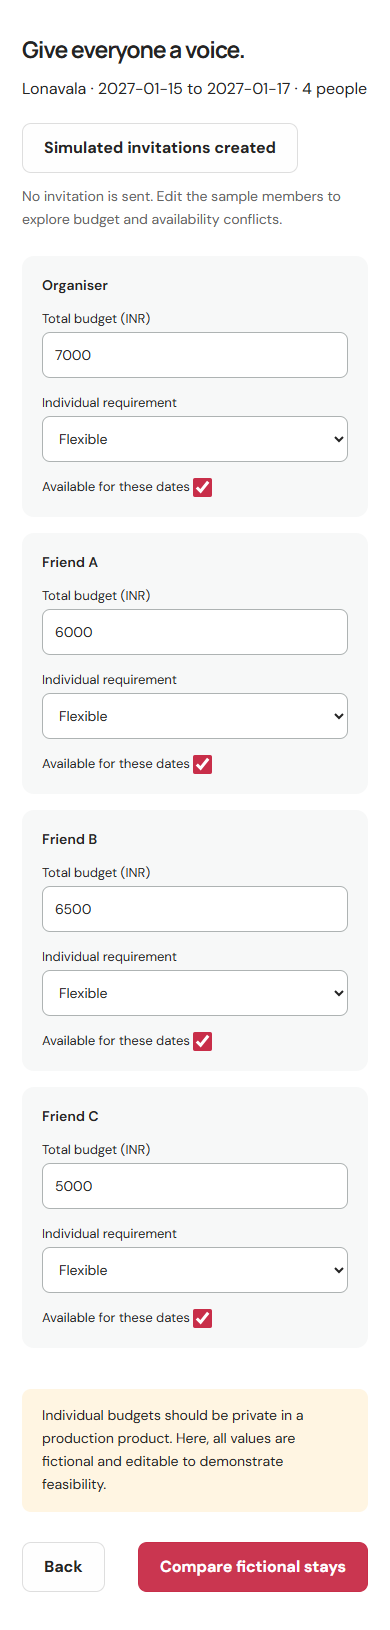 Give everyone a voice.
Lonavala · 2027-01-15 to 2027-01-17 · 4 people
Simulated invitations created
No invitation is sent. Edit the sample members to
explore budget and availability conflicts.
Organiser
Total budget (INR)
7000
Individual requirement
Flexible
Available for these dates
Friend A
Total budget (INR)
6000
Individual requirement
Flexible
Available for these dates
Friend B
Total budget (INR)
6500
Individual requirement
Flexible
Available for these dates
Friend C
Total budget (INR)
5000
Individual requirement
Flexible
Available for these dates
Individual budgets should be private in a
production product. Here, all values are
fictional and editable to demonstrate
feasibility.
Back
Compare fictional stays